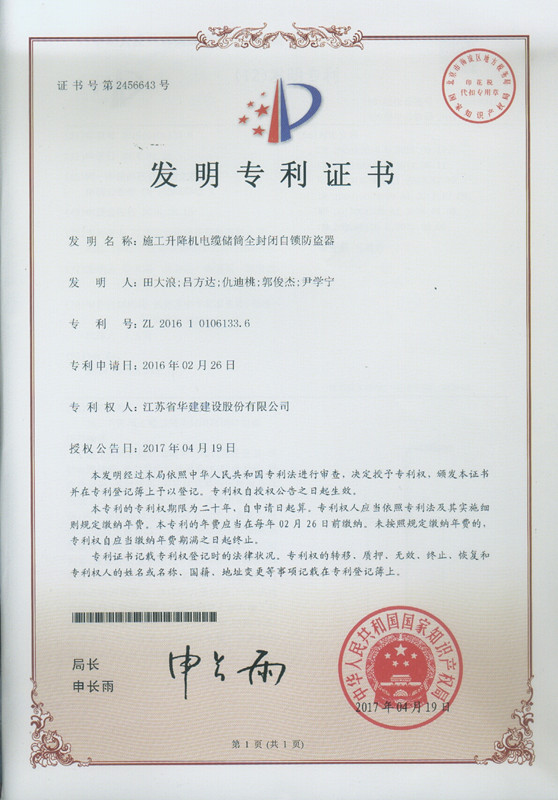 证书号第2456643号
印花税
代扣专用章
国家知识产权局
发明专利证书
发明名称:施工升降机电缆储筒全封闭自锁防盗器
发明人:田大浪;吕方达;仇迪桃;郭俊杰;尹学宁
专利号:ZL 2016 1 0106133.6
专利申请日:2016年02月26日
专利权人:江苏省华建建设股份有限公司
授权公告日:2017年04月19日
本发明经过本局依照中华人民共和国专利法进行审查,决定授予专利权,颁发本证书
并在专利登记簿上予以登记。专利权自授权公告之日起生效。
本专利的专利权期限为二十年,自申请日起算。专利权人应当依照专利法及其实施细
则规定缴纳年费。本专利的年费应当在每年02月26日前缴纳。未按照规定缴纳年费的,
专利权自应当缴纳年费期满之日起终止。
专利证书记载专利权登记时的法律状况。专利权的转移、质押、无效、终止、恢复和
专利权人的姓名或名称、国籍、地址变更等事项记载在专利登记簿上。
局长
申长雨
申长雨
中华人民共和国国家知识产权局
2017年04月19日
第1页(共1页)